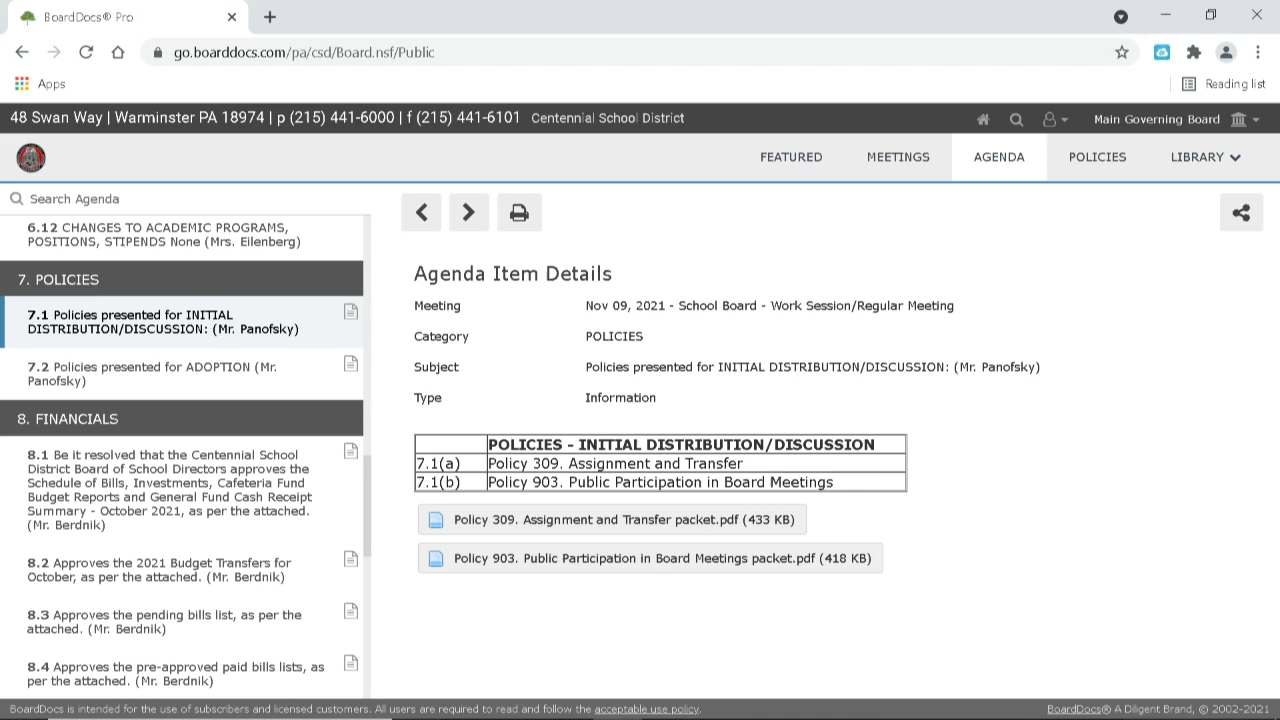 BoardDocs® Pro
go.boarddocs.com/pa/csd/Board.nsf/Public
Apps
Reading list
48 Swan Way | Warminster PA 18974 | p (215) 441-6000 | f (215) 441-6101 Centennial School District
Main Governing Board
FEATURED MEETINGS AGENDA POLICIES LIBRARY
Search Agenda
6.12 CHANGES TO ACADEMIC PROGRAMS,
POSITIONS, STIPENDS None (Mrs. Eilenberg)
7. POLICIES
7.1 Policies presented for INITIAL
DISTRIBUTION/DISCUSSION: (Mr. Panofsky)
7.2 Policies presented for ADOPTION (Mr.
Panofsky)
8. FINANCIALS
8.1 Be it resolved that the Centennial School
District Board of School Directors approves the
Schedule of Bills, Investments, Cafeteria Fund
Budget Reports and General Fund Cash Receipt
Summary - October 2021, as per the attached.
(Mr. Berdnik)
8.2 Approves the 2021 Budget Transfers for
October, as per the attached. (Mr. Berdnik)
8.3 Approves the pending bills list, as per the
attached. (Mr. Berdnik)
8.4 Approves the pre-approved paid bills lists, as
per the attached. (Mr. Berdnik)
Agenda Item Details
Meeting Nov 09, 2021 - School Board - Work Session/Regular Meeting
Category POLICIES
Subject Policies presented for INITIAL DISTRIBUTION/DISCUSSION: (Mr. Panofsky)
Type Information
POLICIES - INITIAL DISTRIBUTION/DISCUSSION
7.1(a) Policy 309. Assignment and Transfer
7.1(b) Policy 903. Public Participation in Board Meetings
Policy 309. Assignment and Transfer packet.pdf (433 KB)
Policy 903. Public Participation in Board Meetings packet.pdf (418 KB)
BoardDocs is intended for the use of subscribers and licensed customers. All users are required to read and follow the acceptable use policy.
BoardDocs® A Diligent Brand, © 2002-2021